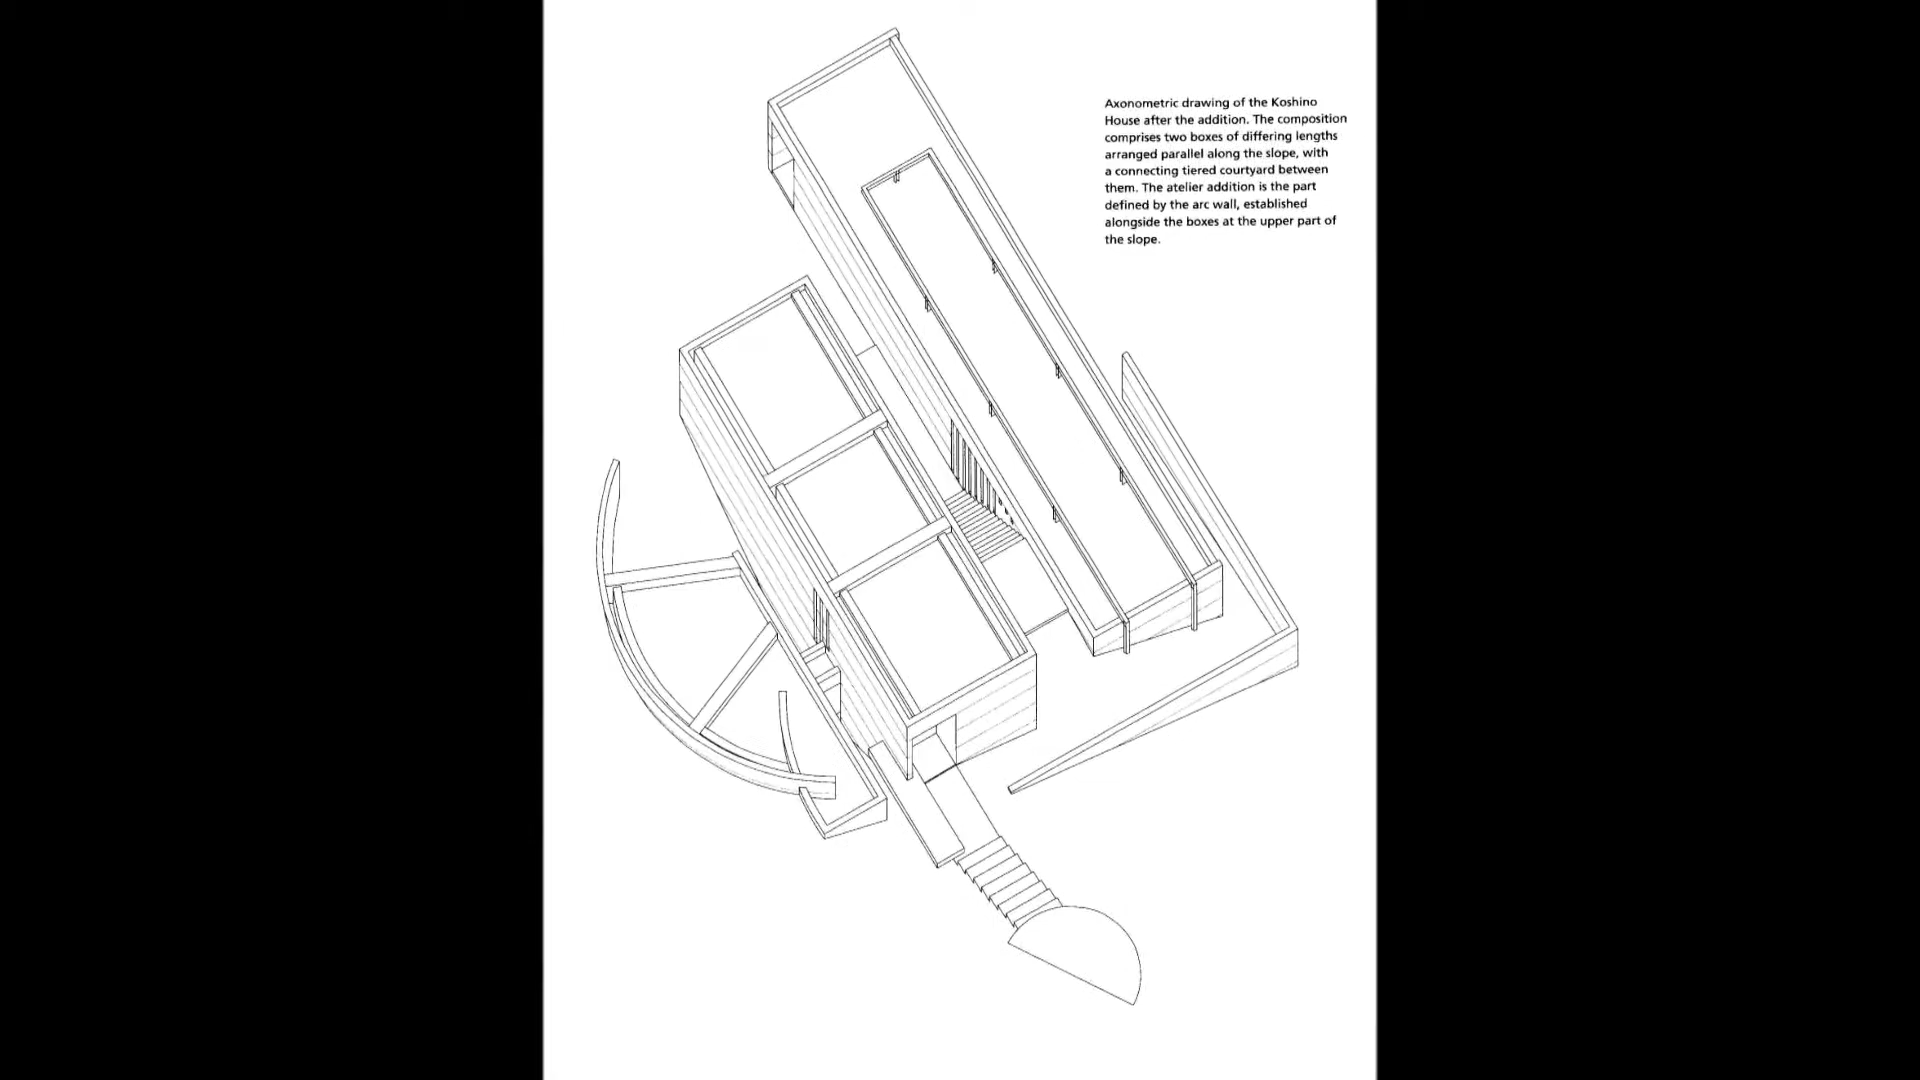 Axonometric drawing of the Koshino
House after the addition. The composition
comprises two boxes of differing lengths
arranged parallel along the slope, with
a connecting tiered courtyard between
them. The atelier addition is the part
defined by the arc wall, established
alongside the boxes at the upper part of
the slope.